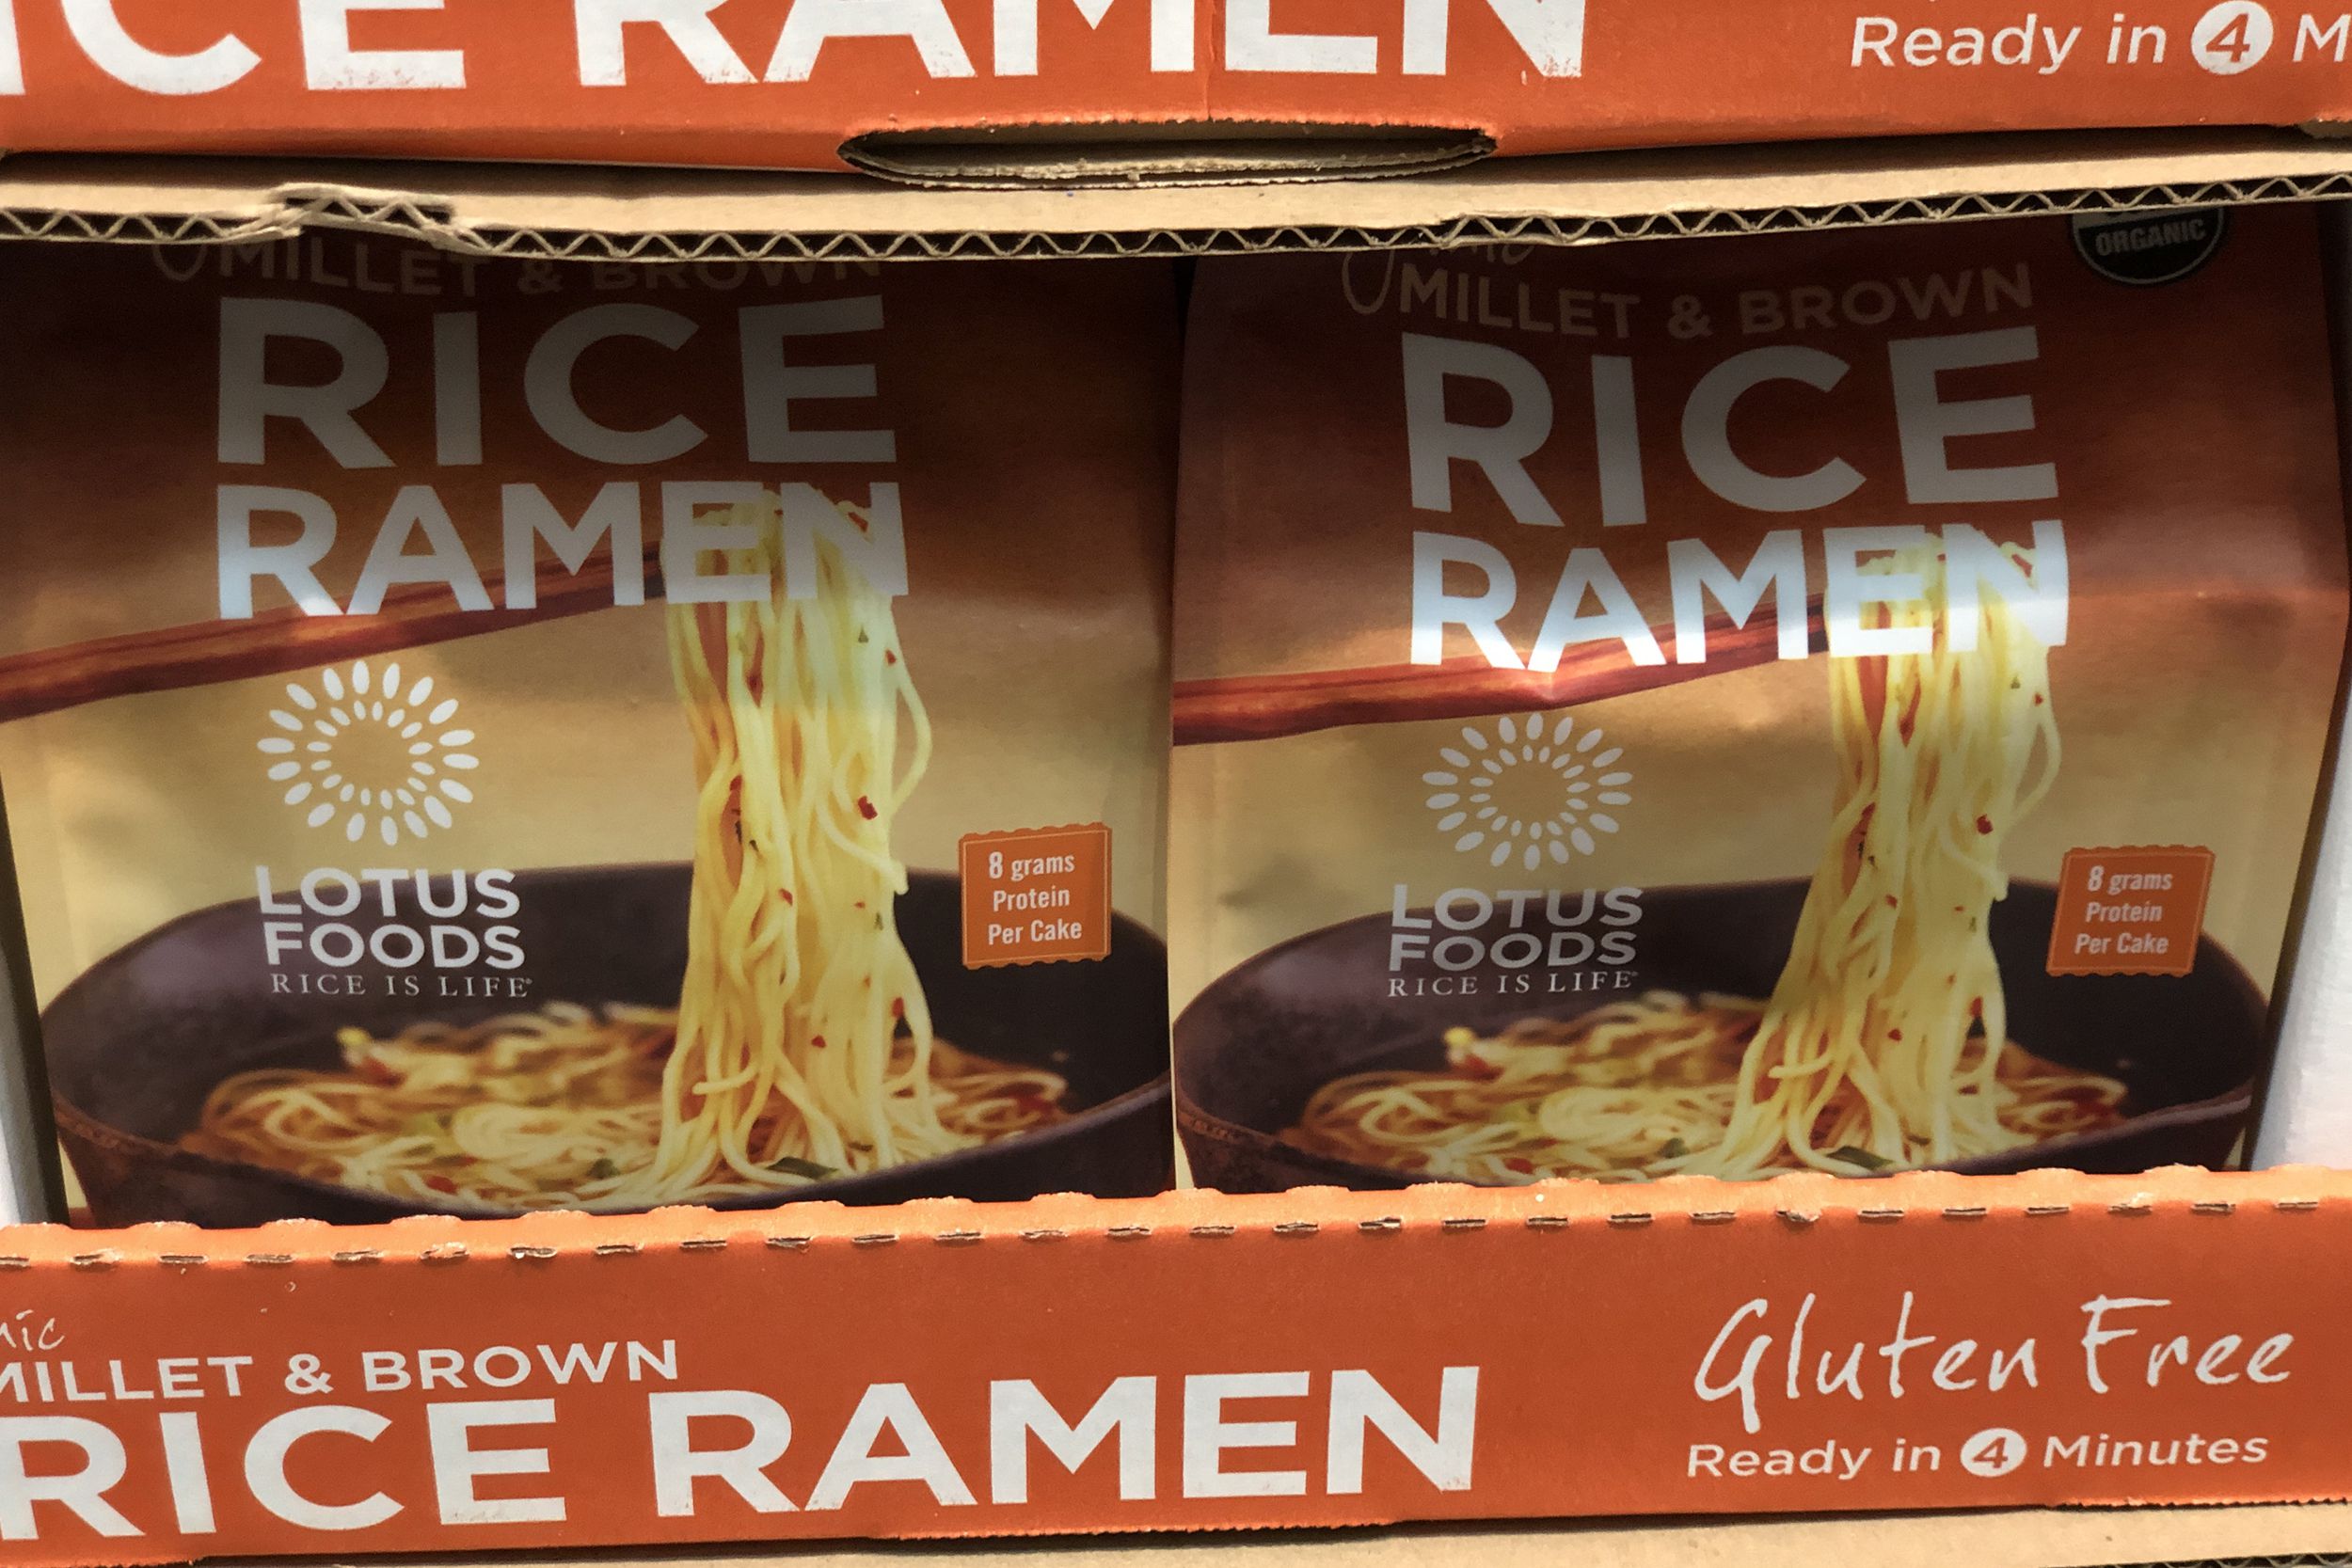 RICE RAMEN
Ready in 4 M
MILLET & BROWN
RICE
RAMEN
LOTUS
FOODS
RICE IS LIFE
8 grams
Protein
Per Cake
ORGANIC
MILLET & BROWN
RICE
RAMEN
LOTUS
FOODS
RICE IS LIFE
8 grams
Protein
Per Cake
nic
MILLET & BROWN
RICE RAMEN
Gluten Free
Ready in 4 Minutes